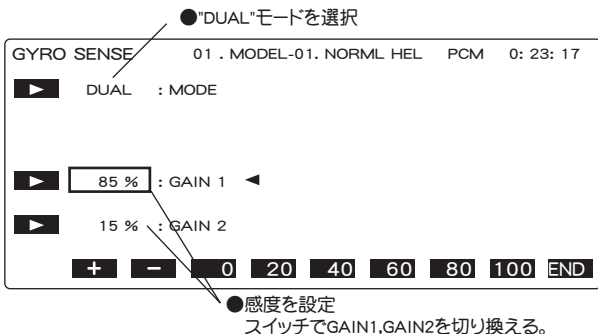 ●"DUAL"モードを選択
GYRO SENSE 01 . MODEL-01. NORML HEL PCM 0: 23: 17
DUAL : MODE
85 % : GAIN 1 ◄
15 % : GAIN 2
+ − 0 20 40 60 80 100 END
●感度を設定
スイッチでGAIN1,GAIN2を切り換える。